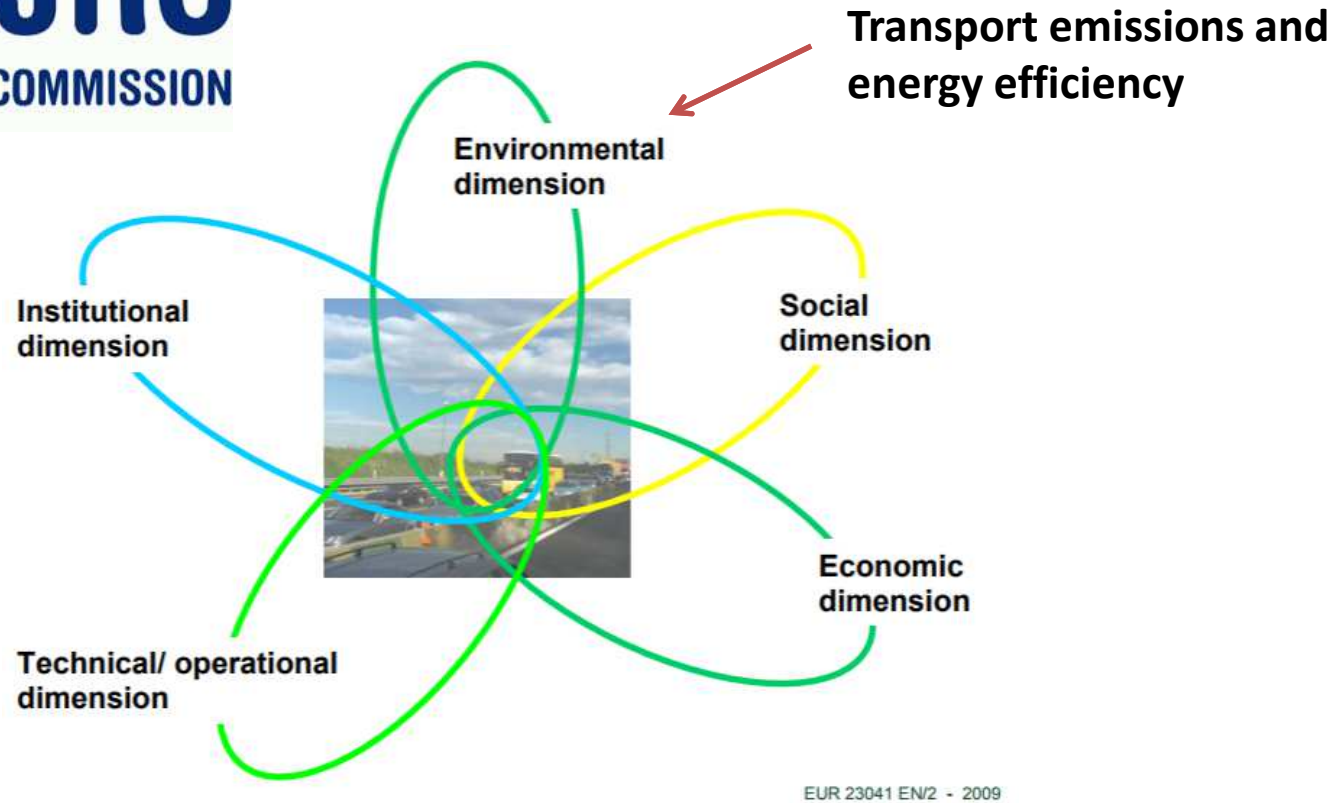 COMMISSION
Transport emissions and
energy efficiency
Environmental
dimension
Institutional
dimension
Social
dimension
Economic
dimension
Technical/ operational
dimension
EUR 23041 EN/2 - 2009